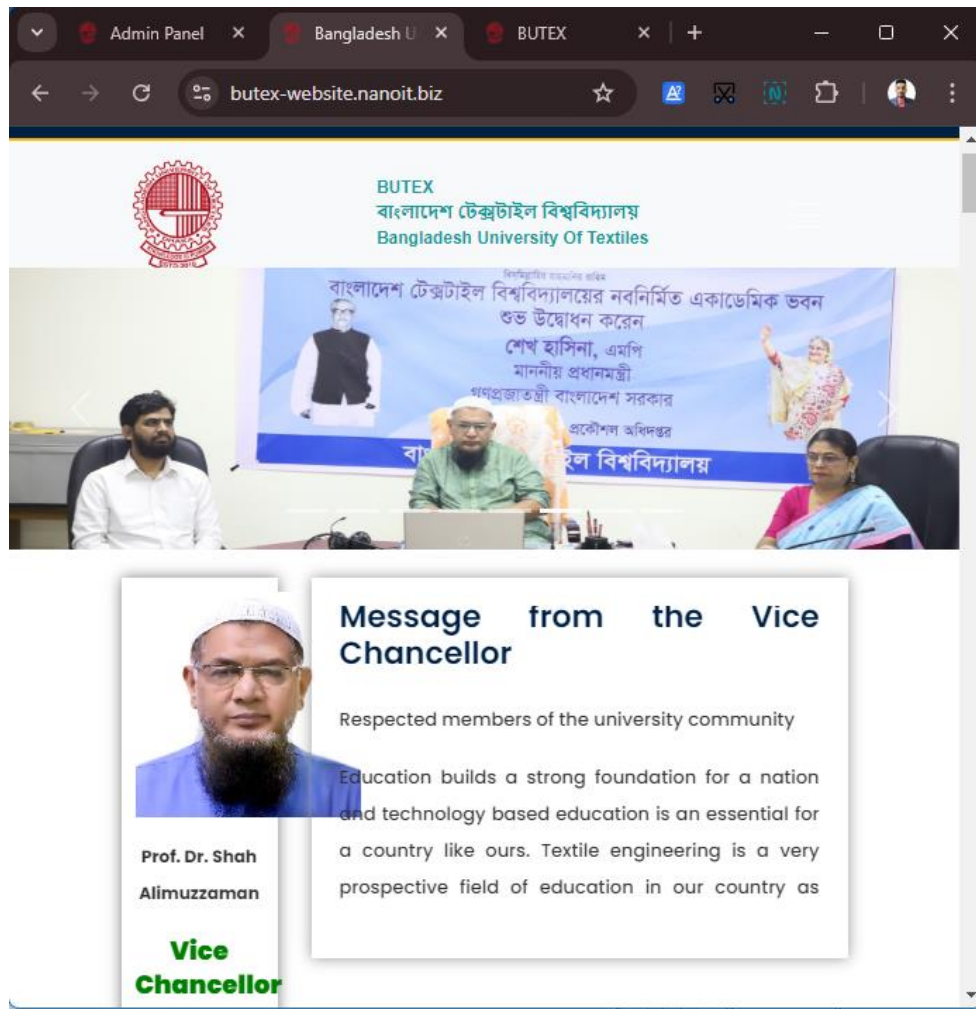 Admin Panel
Bangladesh U
BUTEX
butex-website.nanoit.biz
BUTEX
বাংলাদেশ টেক্সটাইল বিশ্ববিদ্যালয়
Bangladesh University Of Textiles
বাংলাদেশ টেক্সটাইল বিশ্ববিদ্যালয়ের নবনির্মিত একাডেমিক ভবন
শুভ উদ্বোধন করেন
শেখ হাসিনা, এমপি
মাননীয় প্রধানমন্ত্রী
গণপ্রজাতন্ত্রী বাংলাদেশ সরকার
প্রকৌশল অধিদপ্তর
বিশ্ববিদ্যালয়
Message from the Vice
Chancellor
Respected members of the university community
Education builds a strong foundation for a nation
and technology based education is an essential for
a country like ours. Textile engineering is a very
prospective field of education in our country as
Prof. Dr. Shah
Alimuzzaman
Vice
Chancellor